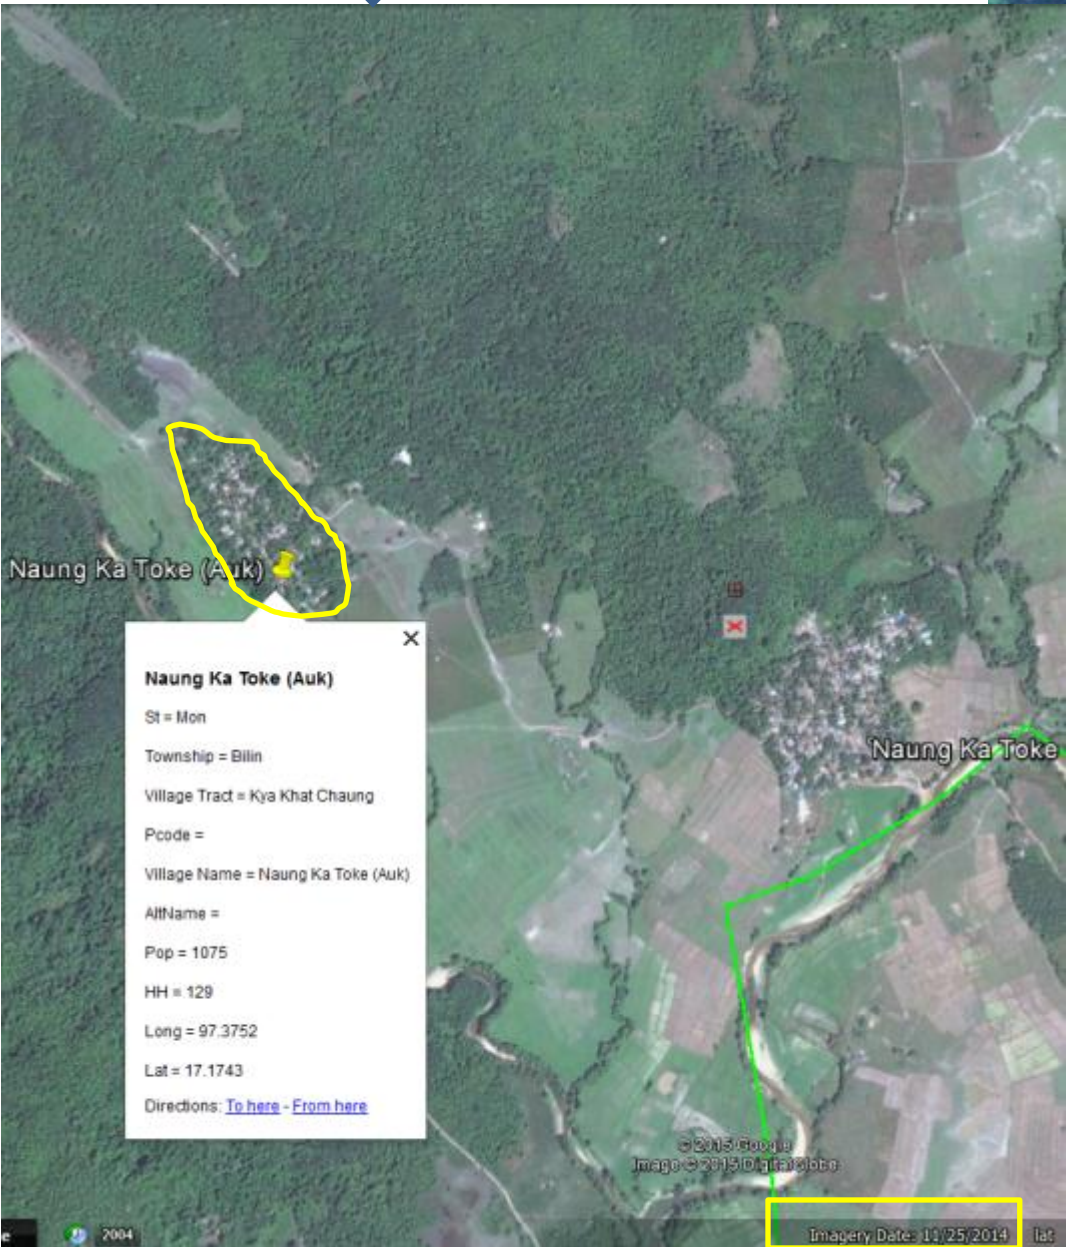 Naung Ka Toke (Auk)
Naung Ka Toke (Auk)
St = Mon
Township = Bilin
Village Tract = Kya Khat Chaung
Pcode =
Village Name = Naung Ka Toke (Auk)
AltName =
Pop = 1075
HH = 129
Long = 97.3752
Lat = 17.1743
Directions: To here - From here
Naung Ka Toke
© 2015 Google
Image © 2015 DigitalGlobe
2004
Imagery Date: 11/25/2014
lat